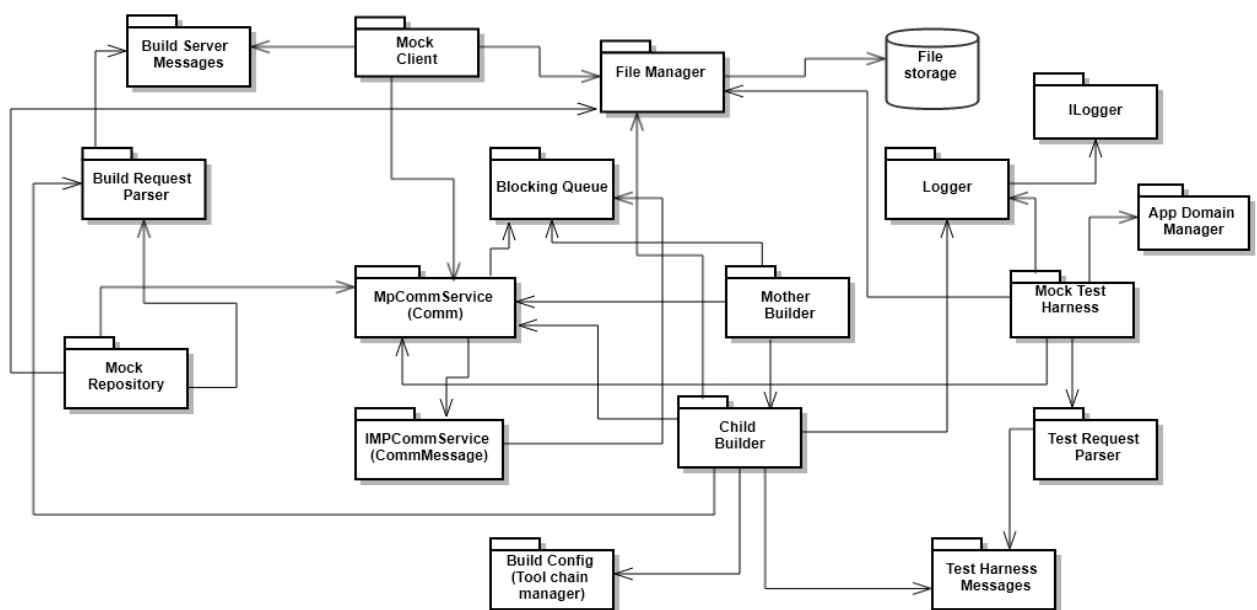 Build Server
Messages
Mock
Client
File Manager
File
storage
ILogger
Build Request
Parser
Blocking Queue
Logger
App Domain
Manager
MpCommService
(Comm)
Mother
Builder
Mock Test
Harness
Mock
Repository
IMPCommService
(CommMessage)
Child
Builder
Test Request
Parser
Build Config
(Tool chain
manager)
Test Harness
Messages